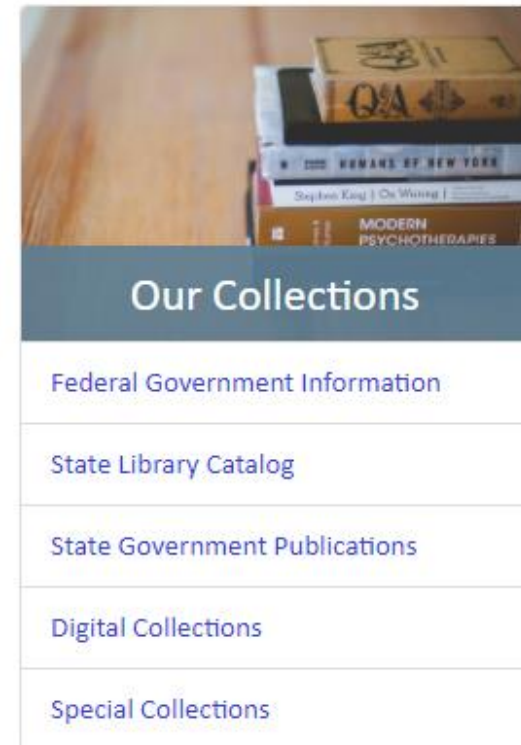 Q&A
Q&A
HUMANS OF NEW YORK
Stephen King | On Writing |
MODERN
PSYCHOTHERAPIES
Our Collections
Federal Government Information
State Library Catalog
State Government Publications
Digital Collections
Special Collections